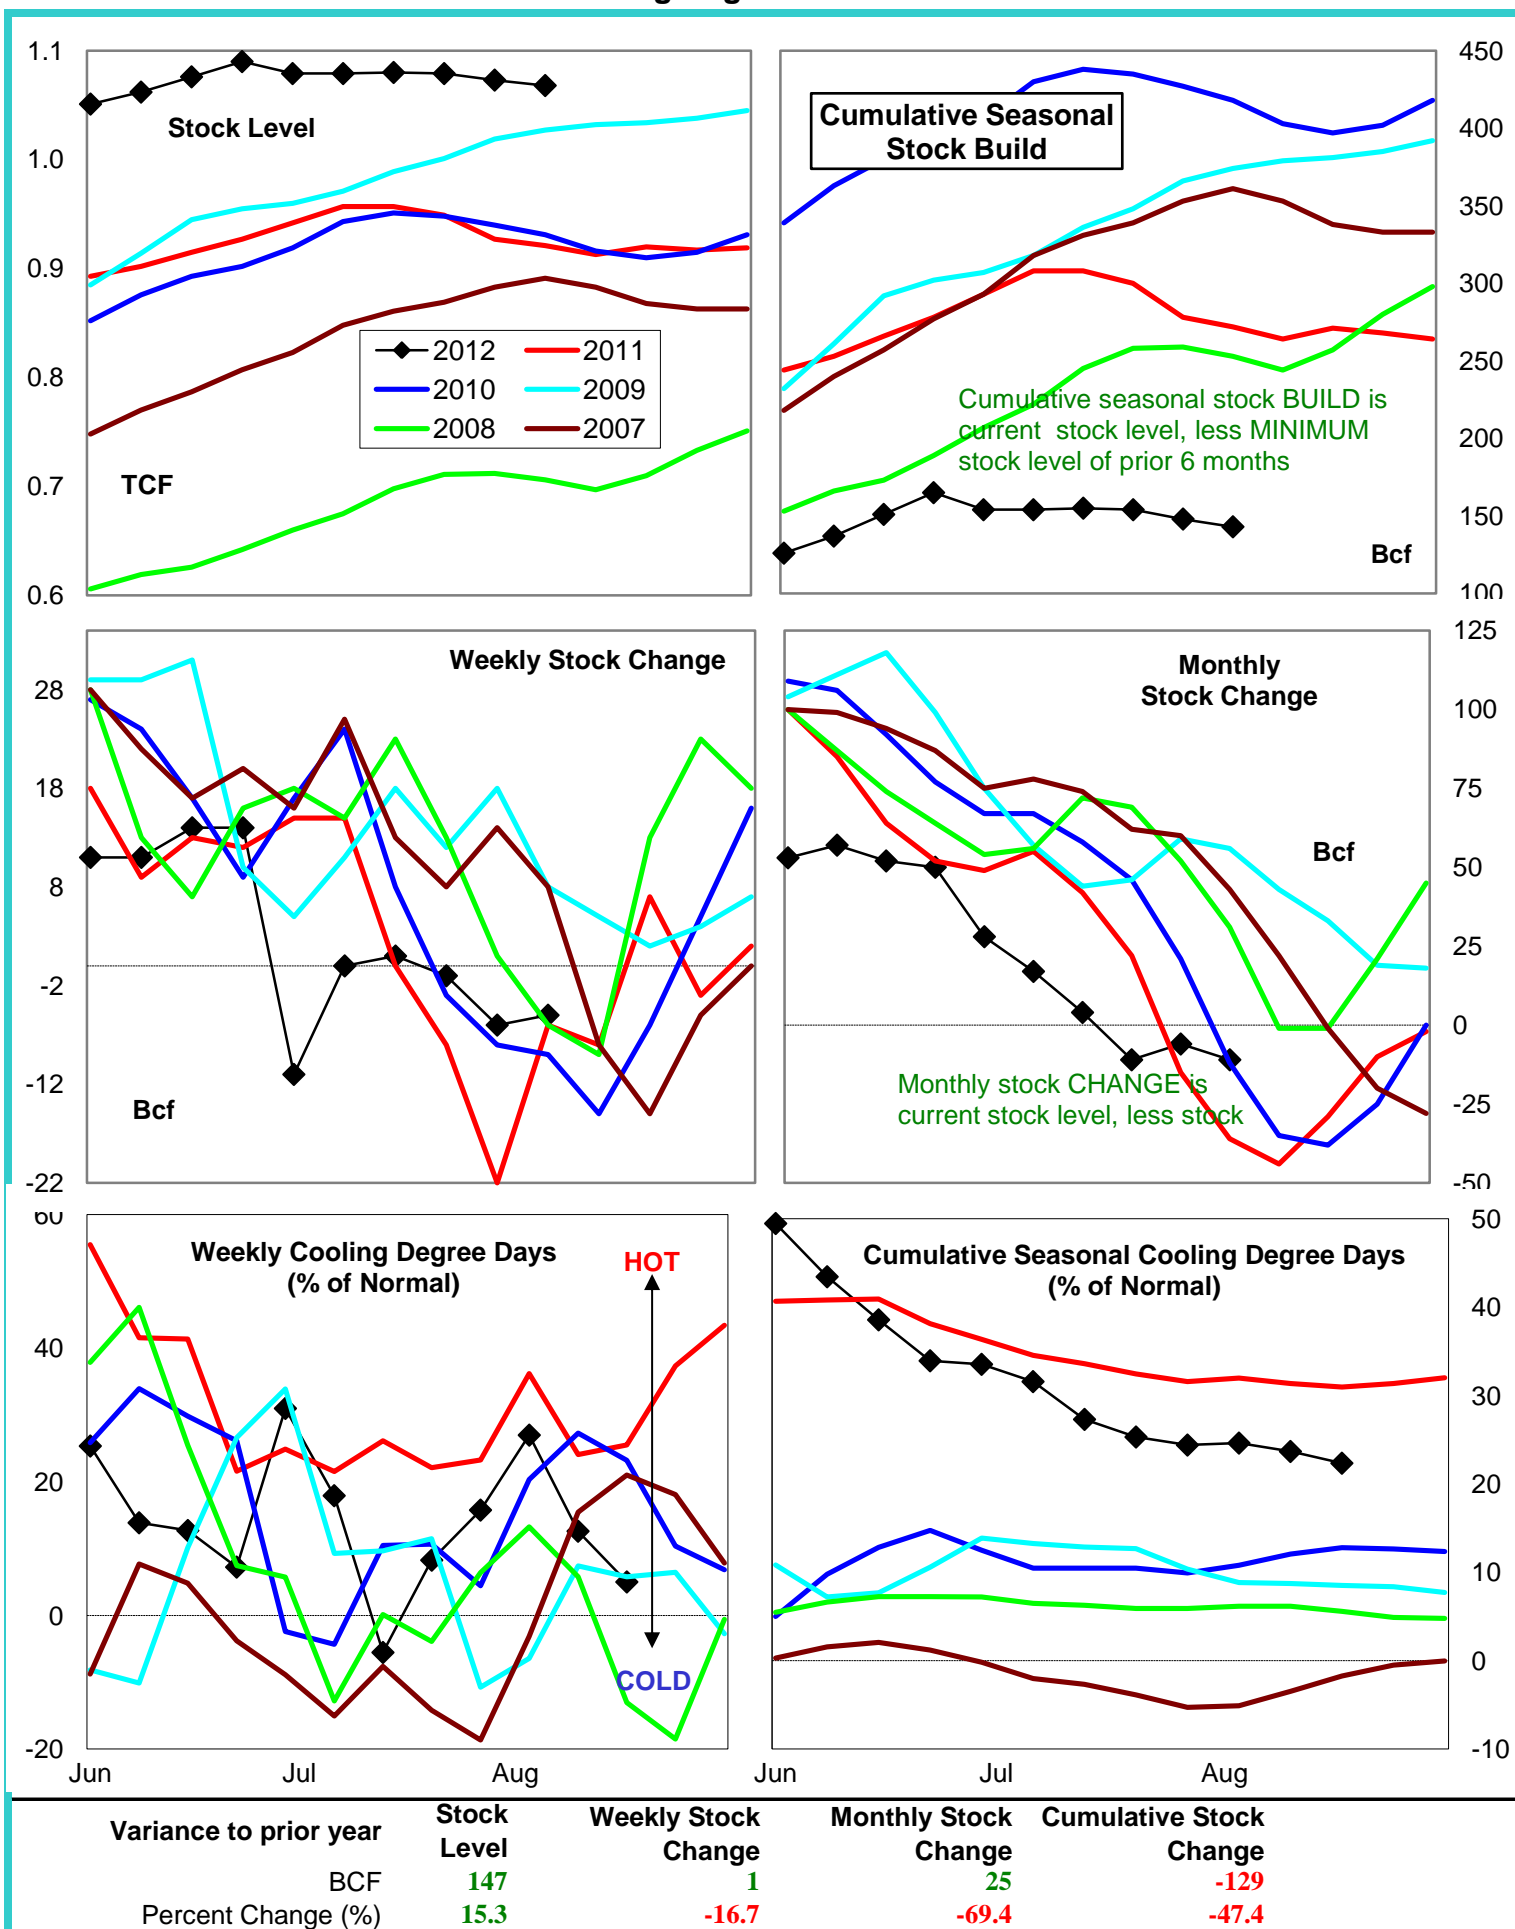 1.1
1.0
0.9
0.8
0.7
0.6
Stock Level
2012 2011
2010 2009
2008 2007
TCF
450
400
350
300
250
200
150
100
Cumulative Seasonal
Stock Build
Cumulative seasonal stock BUILD is
current stock level, less MINIMUM
stock level of prior 6 months
Bcf
28
18
8
-2
-12
-22
Weekly Stock Change
Bcf
125
100
75
50
25
0
-25
-50
Monthly
Stock Change
Bcf
Monthly stock CHANGE is
current stock level, less stock
60
40
20
0
-20
Weekly Cooling Degree Days
(% of Normal)
HOT
COLD
Jun Jul Aug
50
40
30
20
10
0
-10
Cumulative Seasonal Cooling Degree Days
(% of Normal)
Jun Jul Aug
Variance to prior year
Stock
Level
Weekly Stock
Change
Monthly Stock
Change
Cumulative Stock
Change
BCF 147 1 25 -129
Percent Change (%) 15.3 -16.7 -69.4 -47.4